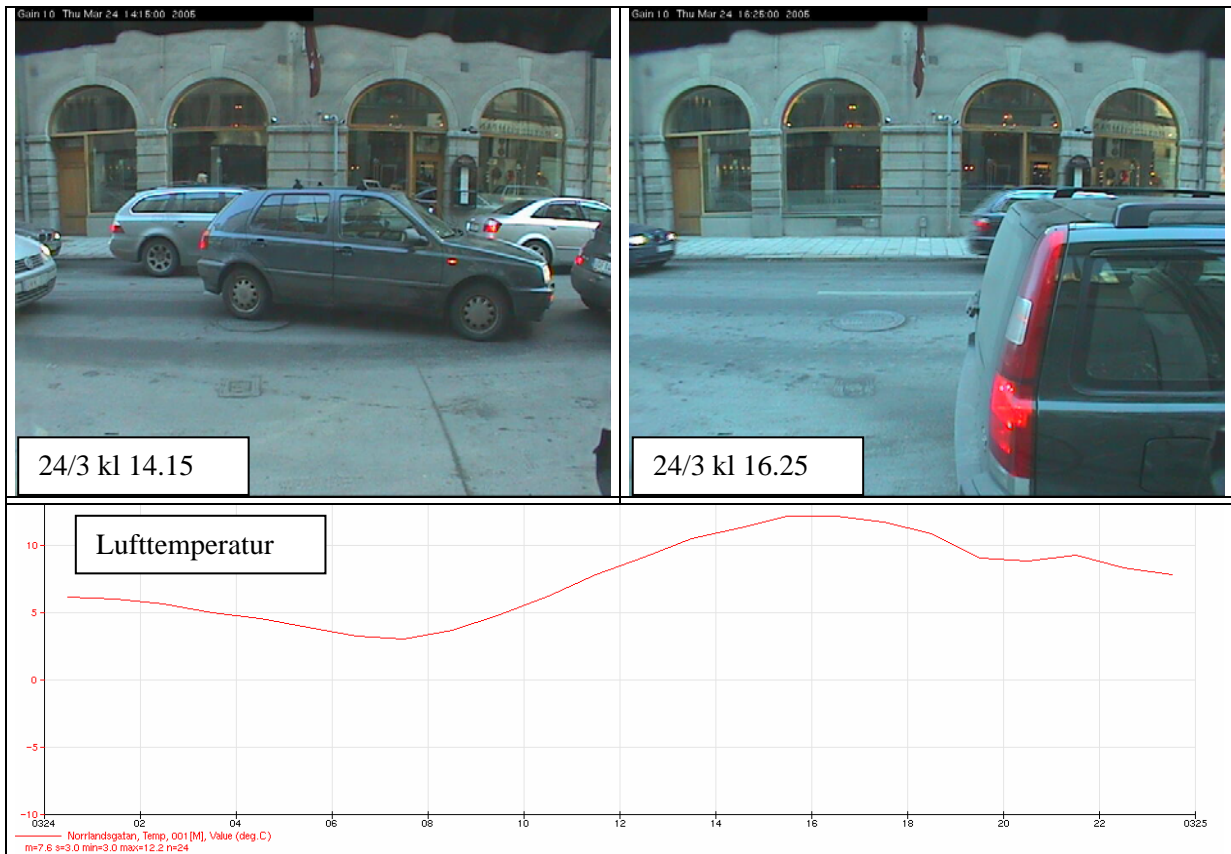 Gain 10 Thu Mar 24 14:15:00 2005
Gain 10 Thu Mar 24 16:25:00 2005
24/3 kl 14.15
24/3 kl 16.25
Lufttemperatur
10
5
0
-5
-10
0324 02 04 06 08 10 12 14 16 18 20 22 0325
Norrlandsgatan, Temp, 001[M], Value (deg.C)
m=7.6 s=3.0 min=3.0 max=12.2 n=24